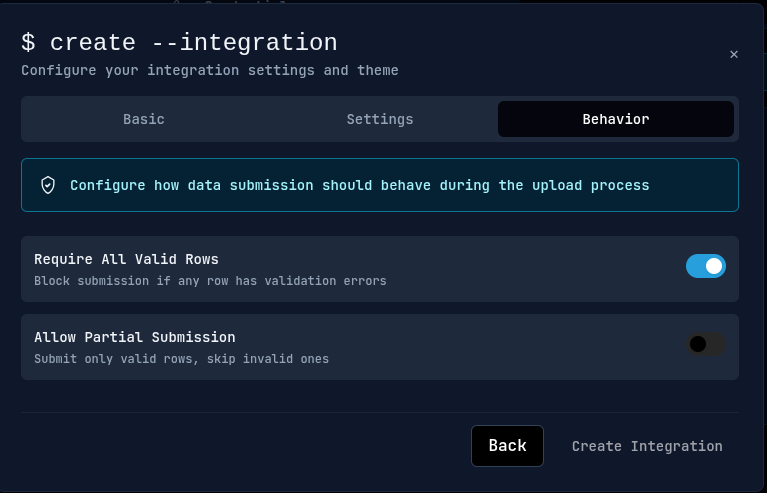 $ create --integration
Configure your integration settings and theme
×
Basic Settings Behavior
Configure how data submission should behave during the upload process
Require All Valid Rows
Block submission if any row has validation errors
Allow Partial Submission
Submit only valid rows, skip invalid ones
Back Create Integration